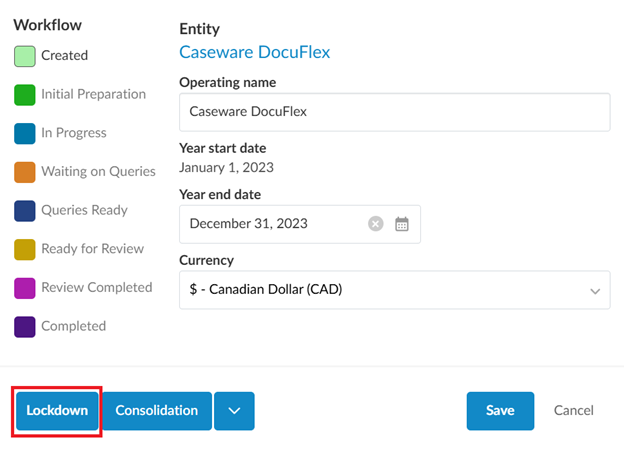 Workflow
Created
Initial Preparation
In Progress
Waiting on Queries
Queries Ready
Ready for Review
Review Completed
Completed
Entity
Caseware DocuFlex
Operating name
Caseware DocuFlex
Year start date
January 1, 2023
Year end date
December 31, 2023
Currency
$ - Canadian Dollar (CAD)
Lockdown
Consolidation
Save
Cancel